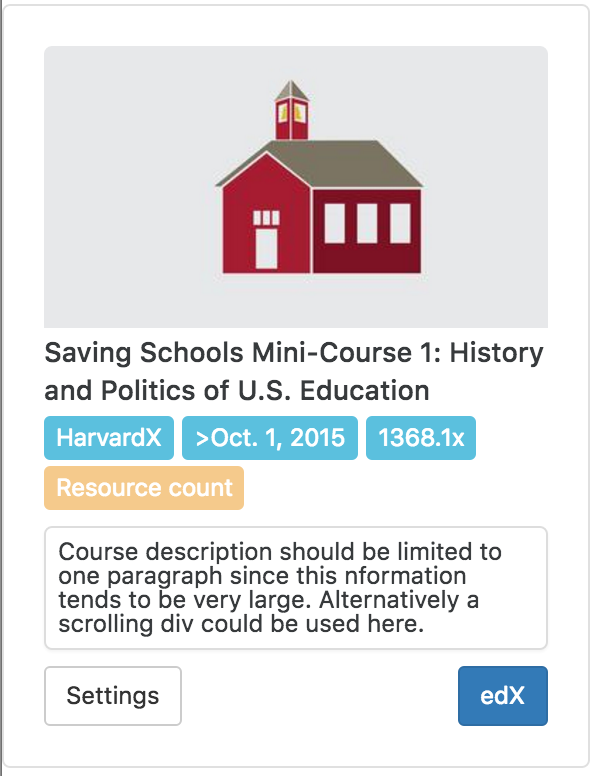 Saving Schools Mini-Course 1: History
and Politics of U.S. Education
HarvardX >Oct. 1, 2015 1368.1x
Resource count
Course description should be limited to
one paragraph since this nformation
tends to be very large. Alternatively a
scrolling div could be used here.
Settings edX